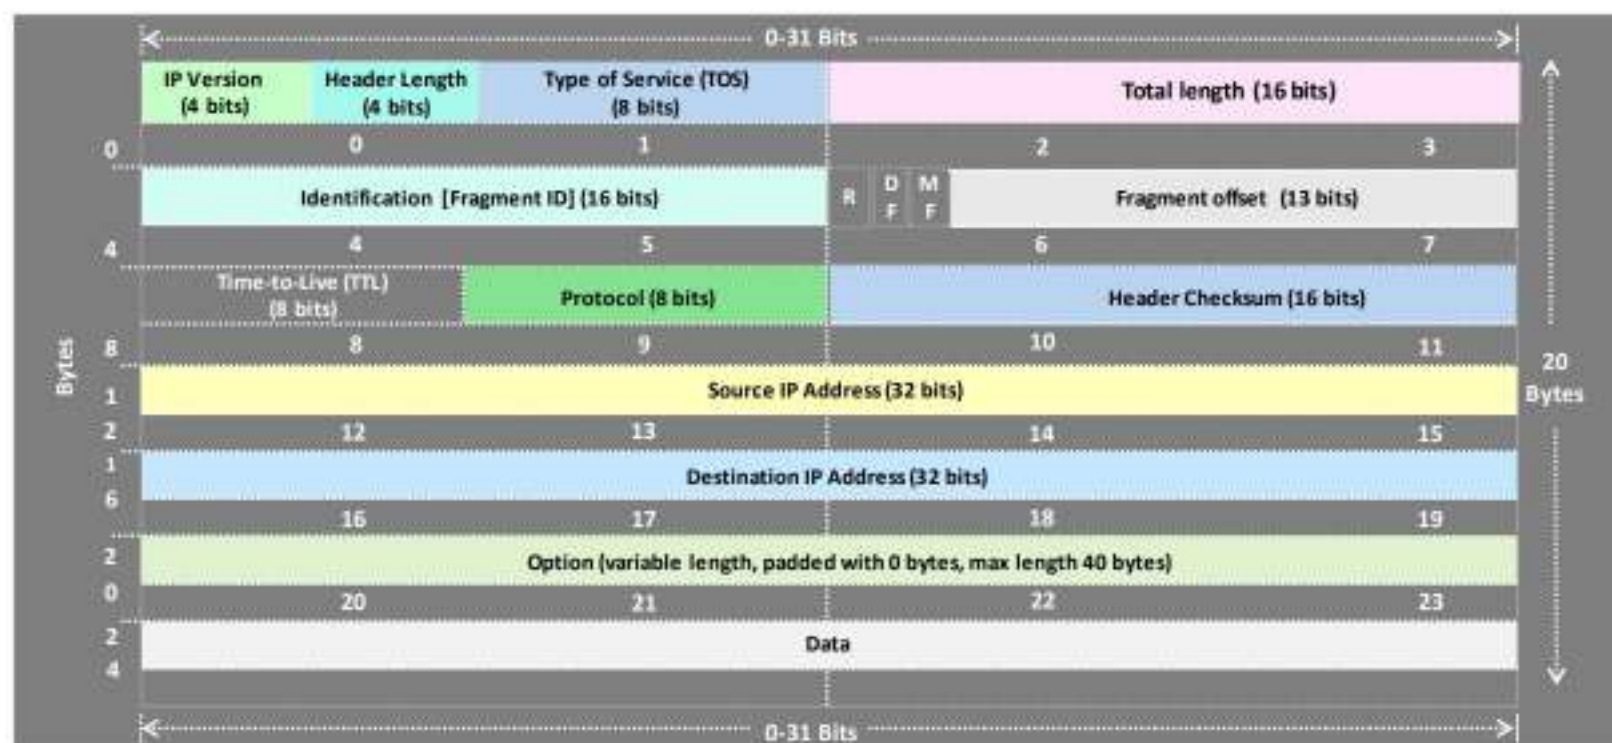 0-31 Bits
IP Version
(4 bits)
Header Length
(4 bits)
Type of Service (TOS)
(8 bits)
Total length (16 bits)
0
0 1 2 3
Identification [Fragment ID] (16 bits)
R
D
F
M
F
Fragment offset (13 bits)
4
4 5 6 7
Time-to-Live (TTL)
(8 bits)
Protocol (8 bits)
Header Checksum (16 bits)
8
8 9 10 11
Bytes
20
Bytes
1
2
Source IP Address (32 bits)
12 13 14 15
1
6
Destination IP Address (32 bits)
16 17 18 19
2
0
Option (variable length, padded with 0 bytes, max length 40 bytes)
20 21 22 23
2
4
Data
0-31 Bits